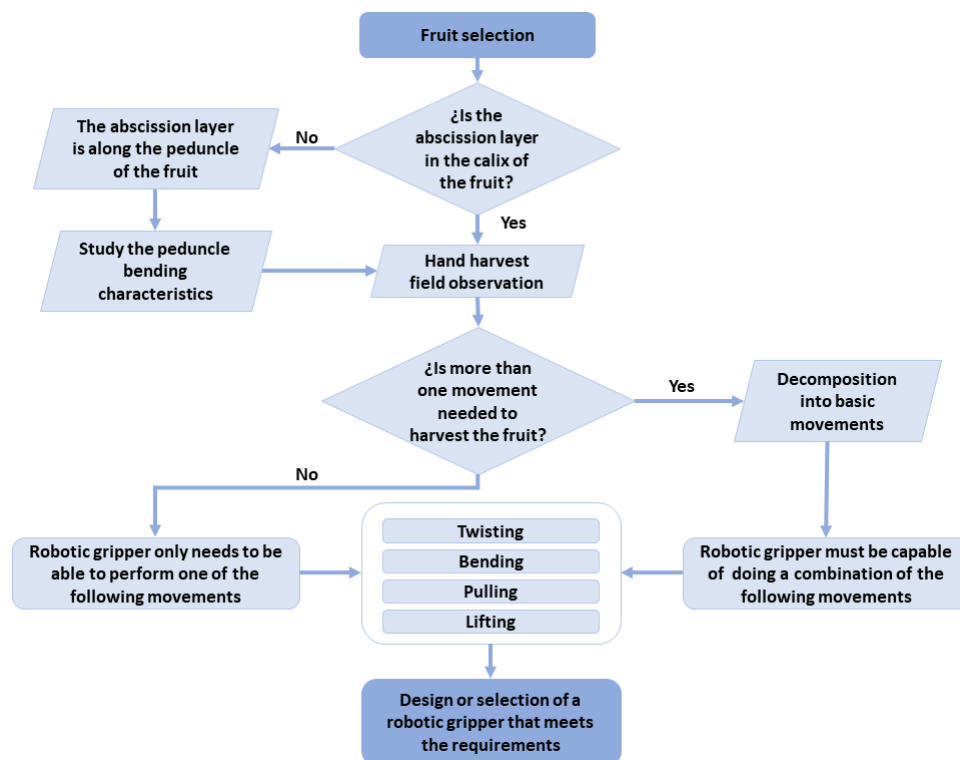 Fruit selection
¿Is the
abscission layer
in the calix of
the fruit?
No
The abscission layer
is along the peduncle
of the fruit
Yes
Study the peduncle
bending
characteristics
Hand harvest
field observation
¿Is more than
one movement
needed to
harvest the fruit?
Yes
Decomposition
into basic
movements
No
Robotic gripper only needs to be
able to perform one of the
following movements
Twisting
Bending
Pulling
Lifting
Robotic gripper must be capable
of doing a combination of the
following movements
Design or selection of a
robotic gripper that meets
the requirements